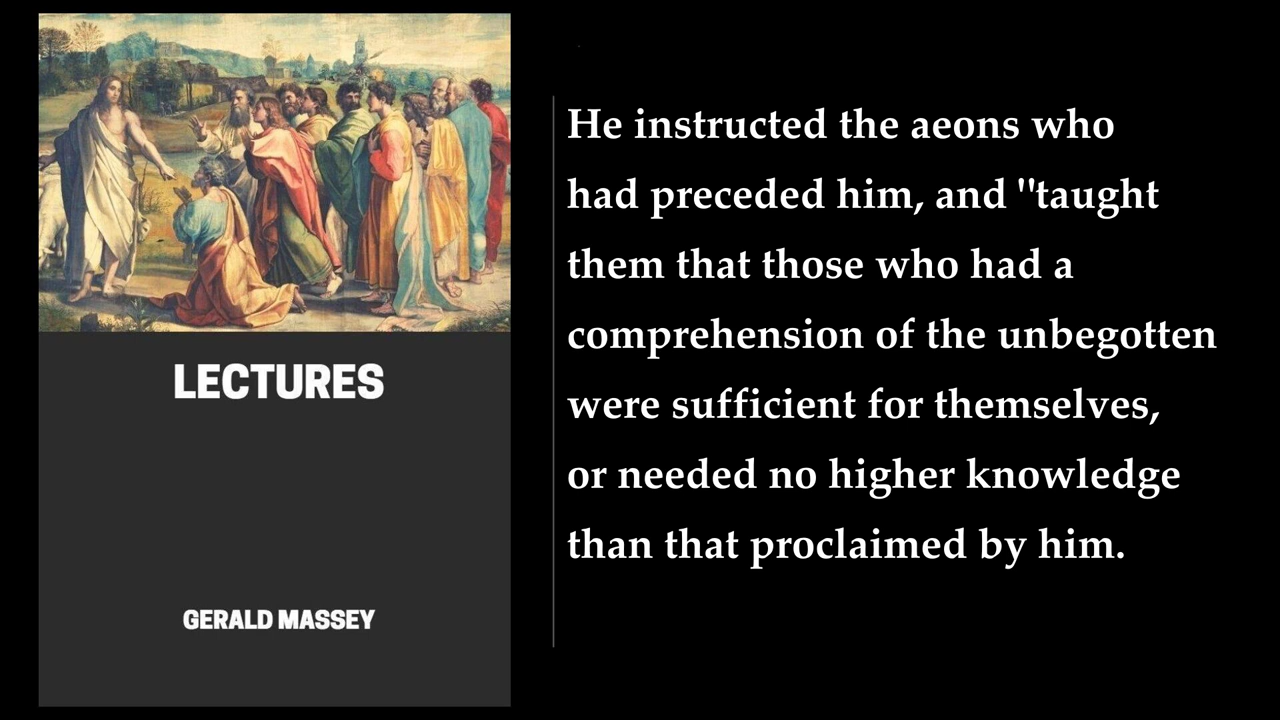 LECTURES
GERALD MASSEY
He instructed the aeons who
had preceded him, and "taught
them that those who had a
comprehension of the unbegotten
were sufficient for themselves,
or needed no higher knowledge
than that proclaimed by him.